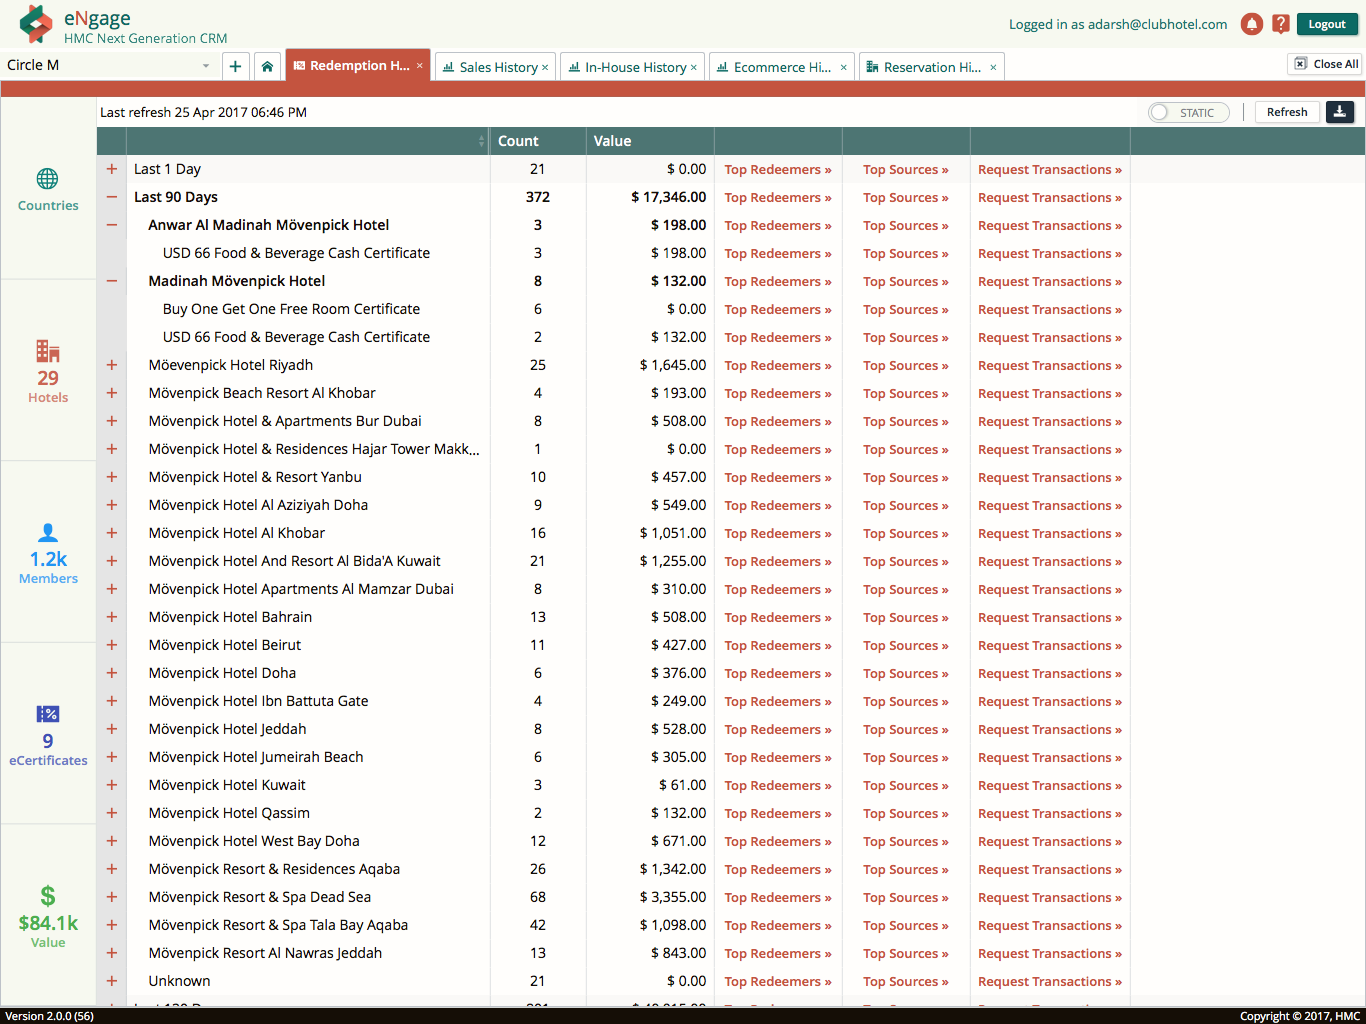 eNgage
HMC Next Generation CRM
Logged in as adarsh@clubhotel.com
Logout
Circle M
Redemption H... ×
Sales History ×
In-House History ×
Ecommerce Hi... ×
Reservation Hi... ×
Close All
Last refresh 25 Apr 2017 06:46 PM
STATIC
Refresh
Countries
29
Hotels
1.2k
Members
9
eCertificates
$84.1k
Value
Count Value
+ Last 1 Day 21 $ 0.00 Top Redeemers » Top Sources » Request Transactions »
− Last 90 Days 372 $ 17,346.00 Top Redeemers » Top Sources » Request Transactions »
− Anwar Al Madinah Mövenpick Hotel 3 $ 198.00 Top Redeemers » Top Sources » Request Transactions »
USD 66 Food & Beverage Cash Certificate 3 $ 198.00 Top Redeemers » Top Sources » Request Transactions »
− Madinah Mövenpick Hotel 8 $ 132.00 Top Redeemers » Top Sources » Request Transactions »
Buy One Get One Free Room Certificate 6 $ 0.00 Top Redeemers » Top Sources » Request Transactions »
USD 66 Food & Beverage Cash Certificate 2 $ 132.00 Top Redeemers » Top Sources » Request Transactions »
+ Möevenpick Hotel Riyadh 25 $ 1,645.00 Top Redeemers » Top Sources » Request Transactions »
+ Mövenpick Beach Resort Al Khobar 4 $ 193.00 Top Redeemers » Top Sources » Request Transactions »
+ Mövenpick Hotel & Apartments Bur Dubai 8 $ 508.00 Top Redeemers » Top Sources » Request Transactions »
+ Mövenpick Hotel & Residences Hajar Tower Makk... 1 $ 0.00 Top Redeemers » Top Sources » Request Transactions »
+ Mövenpick Hotel & Resort Yanbu 10 $ 457.00 Top Redeemers » Top Sources » Request Transactions »
+ Mövenpick Hotel Al Aziziyah Doha 9 $ 549.00 Top Redeemers » Top Sources » Request Transactions »
+ Mövenpick Hotel Al Khobar 16 $ 1,051.00 Top Redeemers » Top Sources » Request Transactions »
+ Mövenpick Hotel And Resort Al Bida'A Kuwait 21 $ 1,255.00 Top Redeemers » Top Sources » Request Transactions »
+ Mövenpick Hotel Apartments Al Mamzar Dubai 8 $ 310.00 Top Redeemers » Top Sources » Request Transactions »
+ Mövenpick Hotel Bahrain 13 $ 508.00 Top Redeemers » Top Sources » Request Transactions »
+ Mövenpick Hotel Beirut 11 $ 427.00 Top Redeemers » Top Sources » Request Transactions »
+ Mövenpick Hotel Doha 6 $ 376.00 Top Redeemers » Top Sources » Request Transactions »
+ Mövenpick Hotel Ibn Battuta Gate 4 $ 249.00 Top Redeemers » Top Sources » Request Transactions »
+ Mövenpick Hotel Jeddah 8 $ 528.00 Top Redeemers » Top Sources » Request Transactions »
+ Mövenpick Hotel Jumeirah Beach 6 $ 305.00 Top Redeemers » Top Sources » Request Transactions »
+ Mövenpick Hotel Kuwait 3 $ 61.00 Top Redeemers » Top Sources » Request Transactions »
+ Mövenpick Hotel Qassim 2 $ 132.00 Top Redeemers » Top Sources » Request Transactions »
+ Mövenpick Hotel West Bay Doha 12 $ 671.00 Top Redeemers » Top Sources » Request Transactions »
+ Mövenpick Resort & Residences Aqaba 26 $ 1,342.00 Top Redeemers » Top Sources » Request Transactions »
+ Mövenpick Resort & Spa Dead Sea 68 $ 3,355.00 Top Redeemers » Top Sources » Request Transactions »
+ Mövenpick Resort & Spa Tala Bay Aqaba 42 $ 1,098.00 Top Redeemers » Top Sources » Request Transactions »
+ Mövenpick Resort Al Nawras Jeddah 13 $ 843.00 Top Redeemers » Top Sources » Request Transactions »
+ Unknown 21 $ 0.00 Top Redeemers » Top Sources » Request Transactions »
Version 2.0.0 (56)
Copyright © 2017, HMC